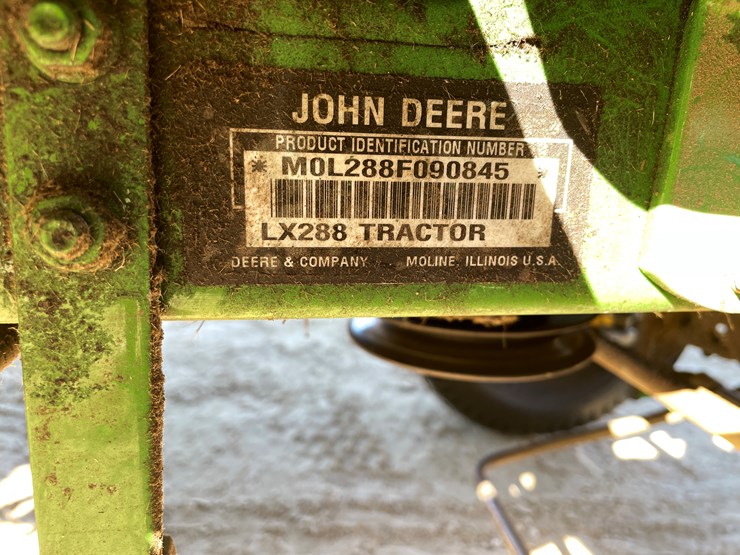 JOHN DEERE
PRODUCT IDENTIFICATION NUMBER
* M0L288F090845 *
LX288 TRACTOR
DEERE & COMPANY MOLINE, ILLINOIS U.S.A.